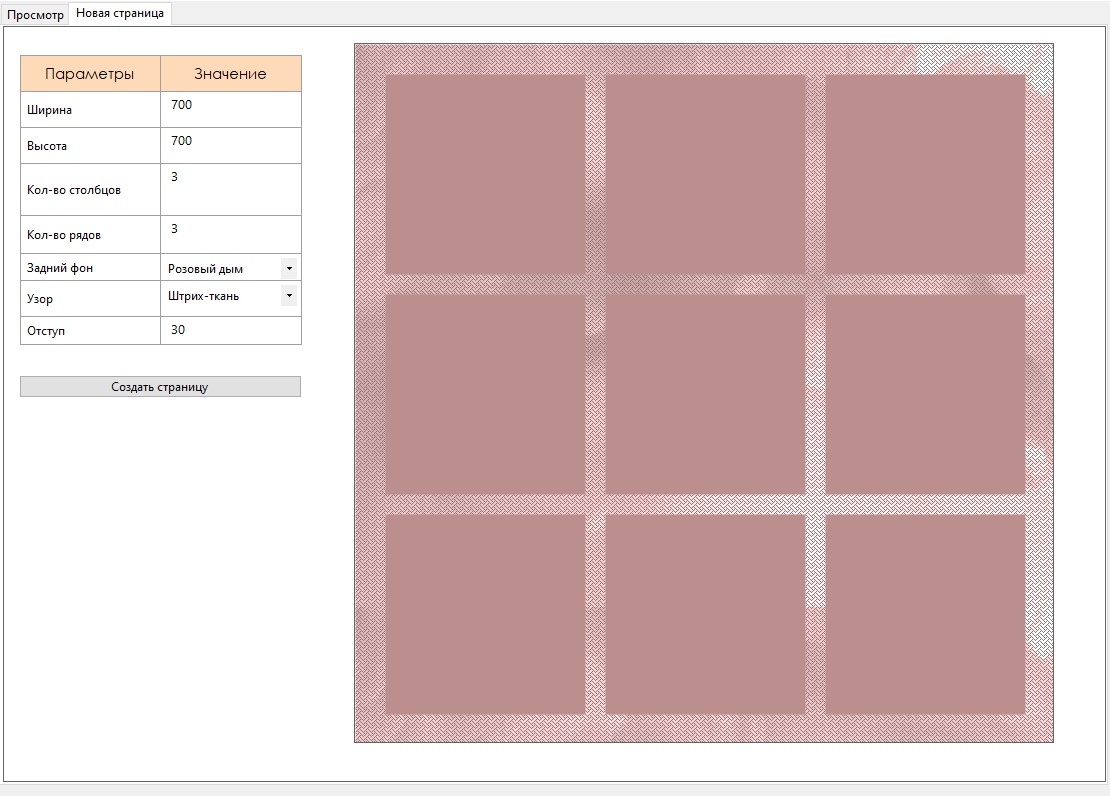 Просмотр Новая страница
Параметры Значение
Ширина 700
Высота 700
Кол-во столбцов 3
Кол-во рядов 3
Задний фон Розовый дым
Узор Штрих-ткань
Отступ 30
Создать страницу